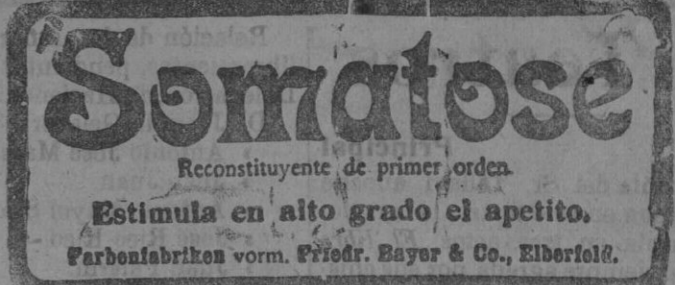 Somatose
Reconstituyente de primer orden.
Estimula en alto grado el apetito.
Farbenfabriken vorm. Friedr. Bayer & Co., Elberfeld.